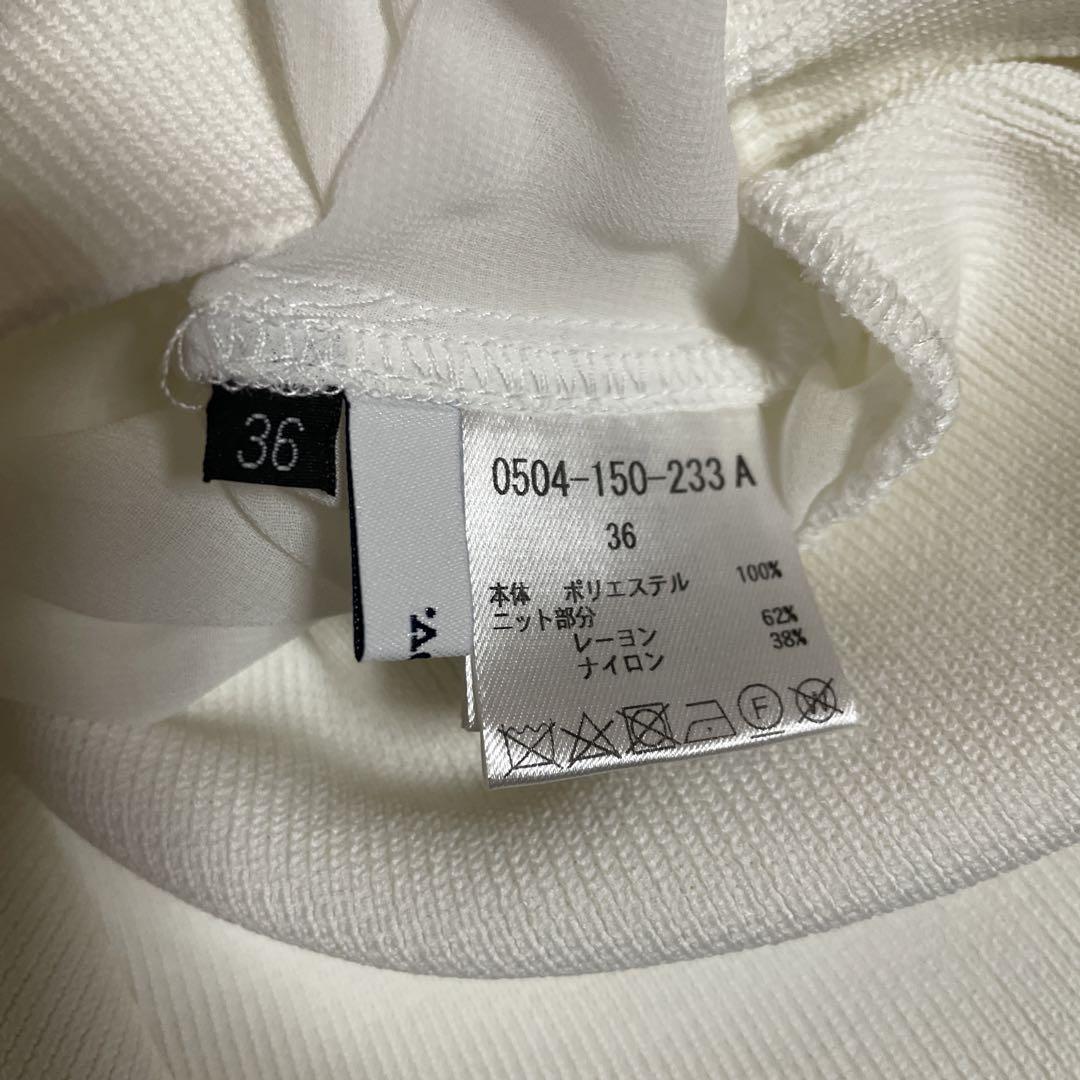 36
0504-150-233 A
36
本体 ポリエステル 100%
ニット部分
レーヨン 62%
ナイロン 38%
F
W